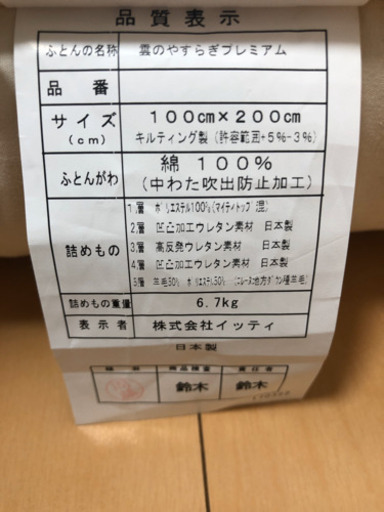 品質表示
ふとんの名称 雲のやすらぎプレミアム
品番
サイズ(cm) 100cm×200cm
キルティング製(許容範囲+5%-3%)
ふとんがわ 綿 100%
(中わた吹出防止加工)
詰めもの
1層 ポリエステル100%(マイティトップ混)
2層 凹凸加工ウレタン素材 日本製
3層 高反発ウレタン素材 日本製
4層 凹凸加工ウレタン素材 日本製
5層 羊毛50% ポリエステル50%
詰めもの重量 6.7kg
表示者 株式会社イッティ
日本製
責任者
鈴木 鈴木